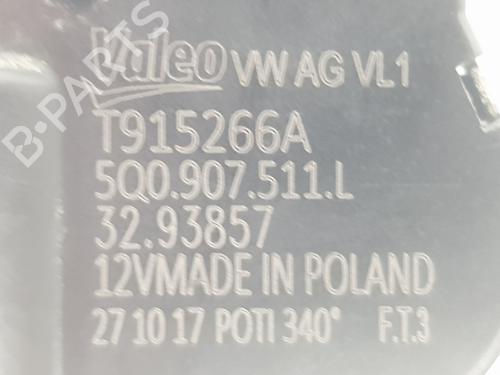 Valeo VW AG VL1
T915266A
5Q0.907.511.L
32.93857
12VMADE IN POLAND
27 10 17 POTI 340° F.T.3
B-PARTS